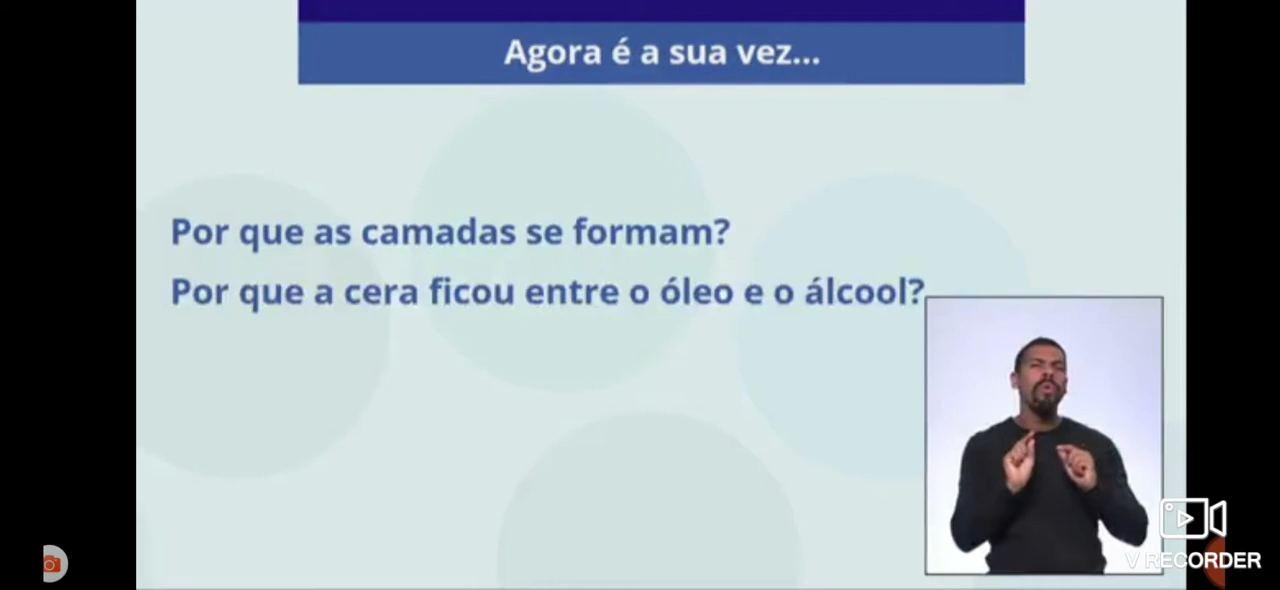 Agora é a sua vez...
Por que as camadas se formam?
Por que a cera ficou entre o óleo e o álcool?
V RECORDER